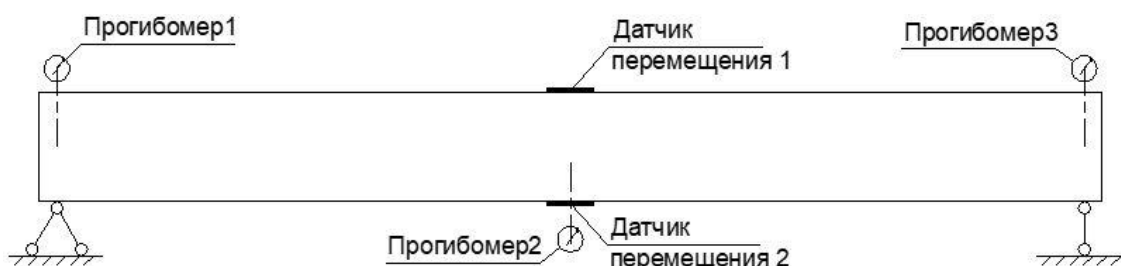 Прогибомер1
Датчик
перемещения 1
Прогибомер3
Прогибомер2
Датчик
перемещения 2